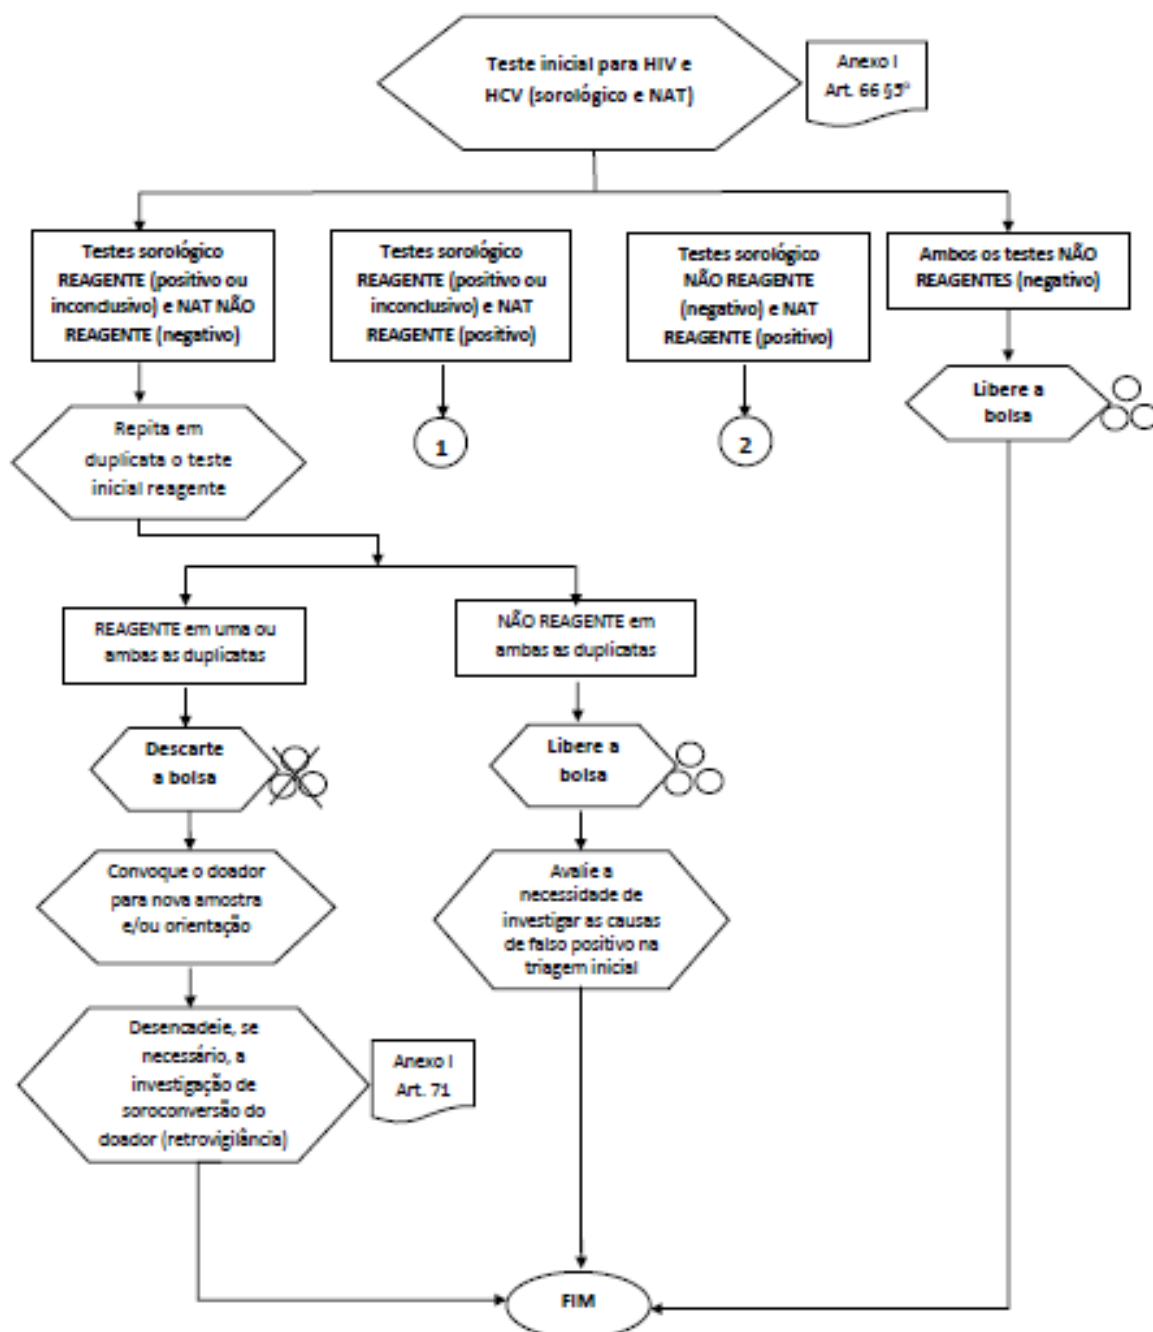 Teste inicial para HIV e
HCV (sorológico e NAT)
Anexo I
Art. 66 §5º
Testes sorológico
REAGENTE (positivo ou
inconclusivo) e NAT NÃO
REAGENTE (negativo)
Testes sorológico
REAGENTE (positivo ou
inconclusivo) e NAT
REAGENTE (positivo)
Testes sorológico
NÃO REAGENTE
(negativo) e NAT
REAGENTE (positivo)
Ambos os testes NÃO
REAGENTES (negativo)
Repita em
duplicata o teste
inicial reagente
1
2
Libere a
bolsa
REAGENTE em uma ou
ambas as duplicatas
NÃO REAGENTE em
ambas as duplicatas
Descarte
a bolsa
Libere a
bolsa
Convoque o doador
para nova amostra
e/ou orientação
Avalie a
necessidade de
investigar as causas
de falso positivo na
triagem inicial
Desencadeie, se
necessário, a
investigação de
soroconversão do
doador (retrovigilância)
Anexo I
Art. 71
FIM